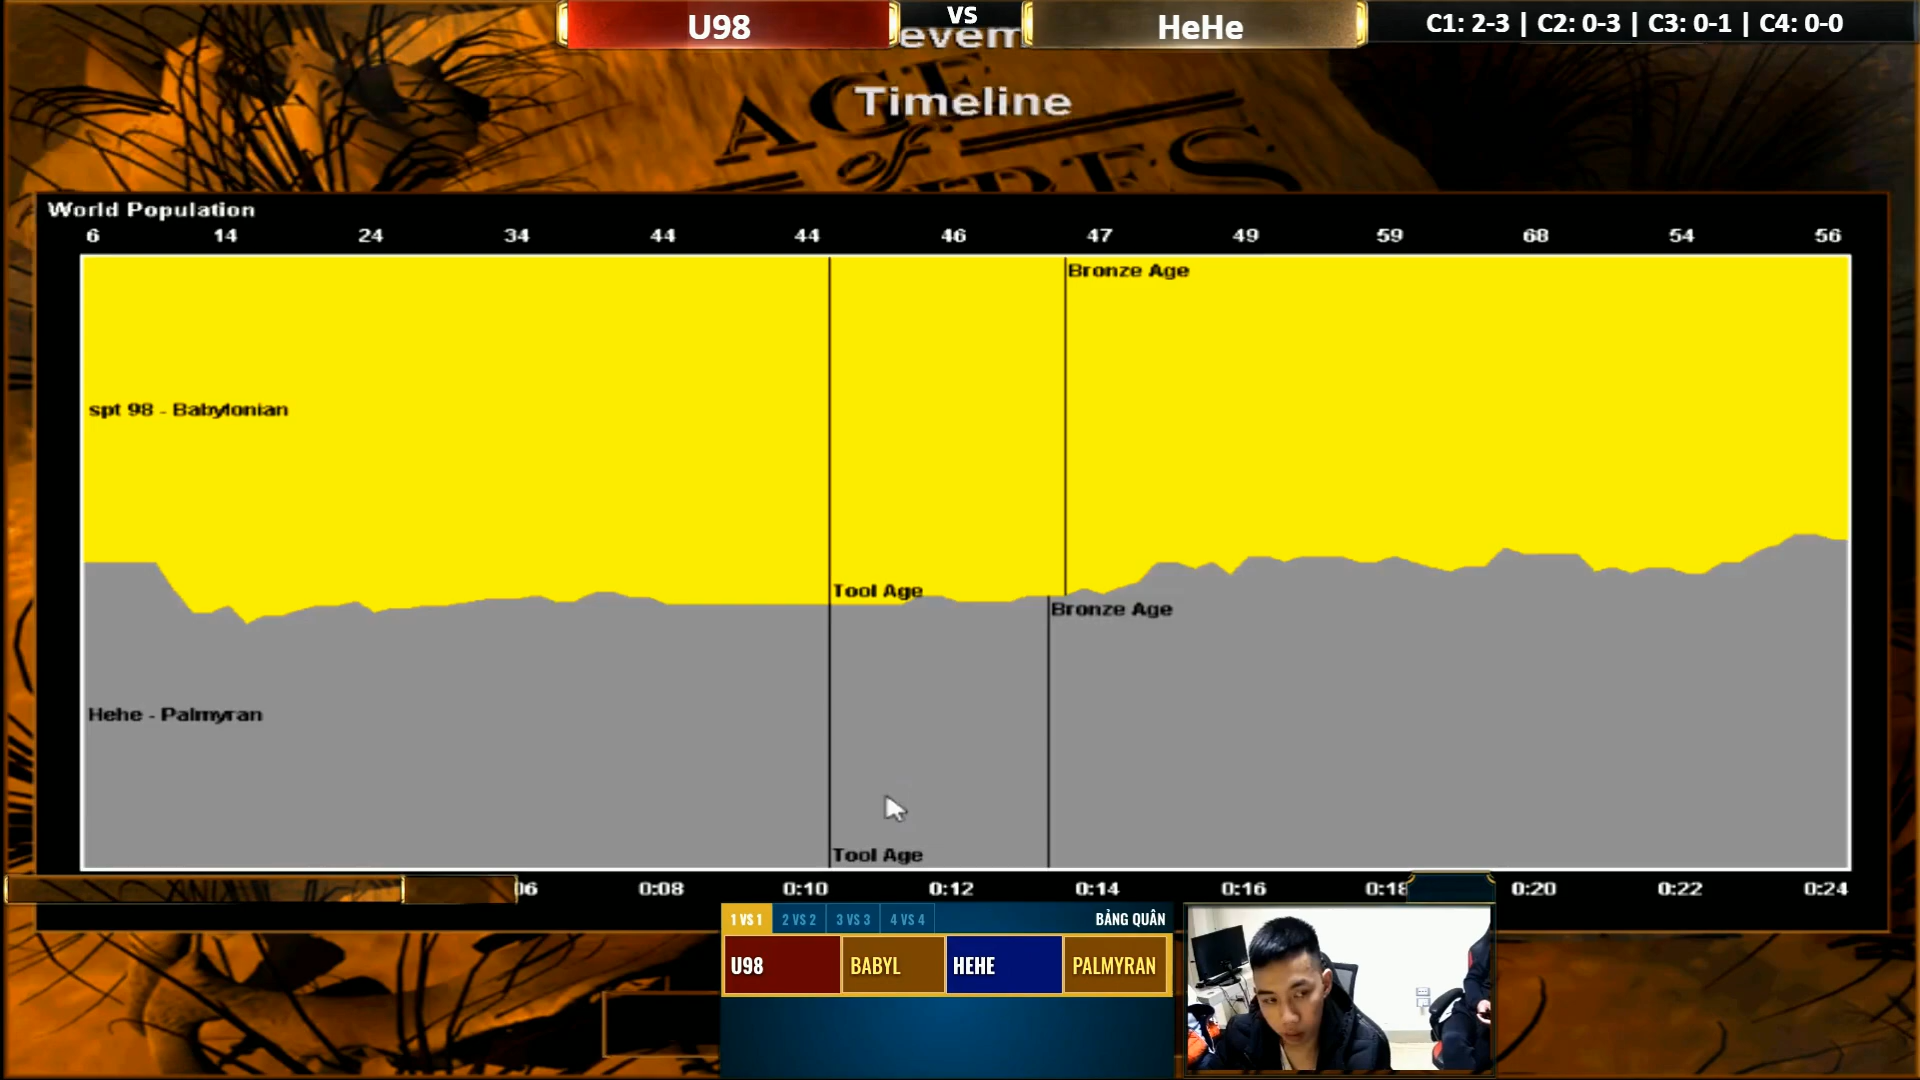 U98
VS
HeHe
C1: 2-3 | C2: 0-3 | C3: 0-1 | C4: 0-0
Timeline
AGE
of
World Population
6 14 24 34 44 44 46 47 49 59 68 54 56
Bronze Age
spt 98 - Babylonian
Tool Age
Bronze Age
Hehe - Palmyran
Tool Age
0:08 0:10 0:12 0:14 0:16 0:18 0:20 0:22 0:24
1 VS 1 2 VS 2 3 VS 3 4 VS 4 BẢNG QUÂN
U98 BABYL HEHE PALMYRAN